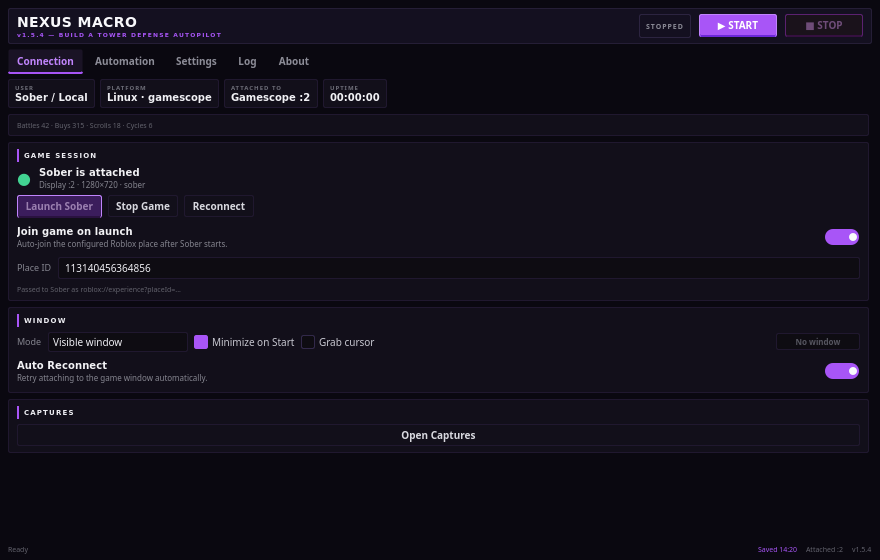 NEXUS MACRO
v1.5.4 — BUILD A TOWER DEFENSE AUTOPILOT
STOPPED
▶ START
■ STOP
Connection
Automation
Settings
Log
About
USER
Sober / Local
PLATFORM
Linux · gamescope
ATTACHED TO
Gamescope :2
UPTIME
00:00:00
Battles 42 · Buys 315 · Scrolls 18 · Cycles 6
GAME SESSION
Sober is attached
Display :2 · 1280×720 · sober
Launch Sober
Stop Game
Reconnect
Join game on launch
Auto-join the configured Roblox place after Sober starts.
Place ID
113140456364856
Passed to Sober as roblox://experience?placeId=…
WINDOW
Mode
Visible window
Minimize on Start
Grab cursor
No window
Auto Reconnect
Retry attaching to the game window automatically.
CAPTURES
Open Captures
Ready
Saved 14:20
Attached :2
v1.5.4